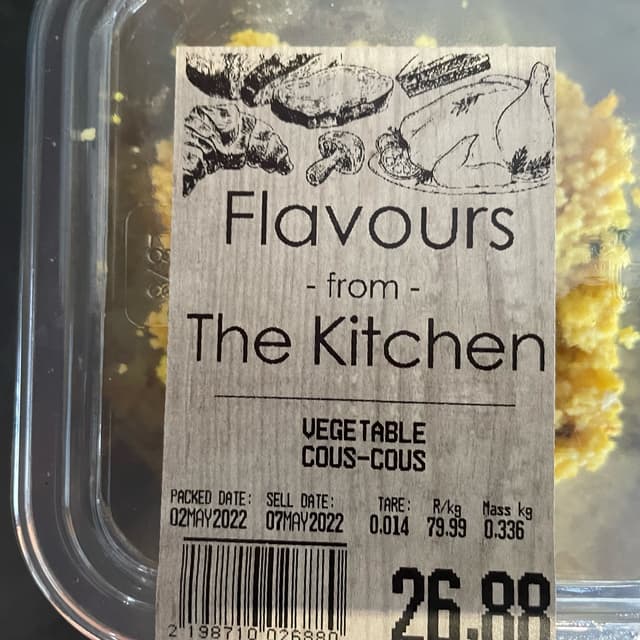 Flavours
- from -
The Kitchen
VEGETABLE
COUS-COUS
PACKED DATE: SELL DATE: TARE: R/kg Mass kg
02MAY2022 07MAY2022 0.014 79.99 0.336
26.88
2 198710 026880